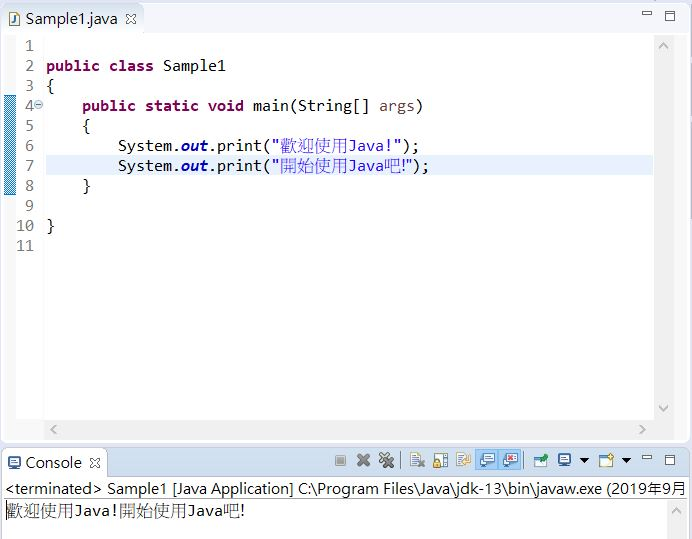 Sample1.java
1
2 public class Sample1
3 {
4 public static void main(String[] args)
5 {
6 System.out.print("歡迎使用Java!");
7 System.out.print("開始使用Java吧!");
8 }
9
10 }
11
Console
<terminated> Sample1 [Java Application] C:\Program Files\Java\jdk-13\bin\javaw.exe (2019年9月
歡迎使用Java!開始使用Java吧!